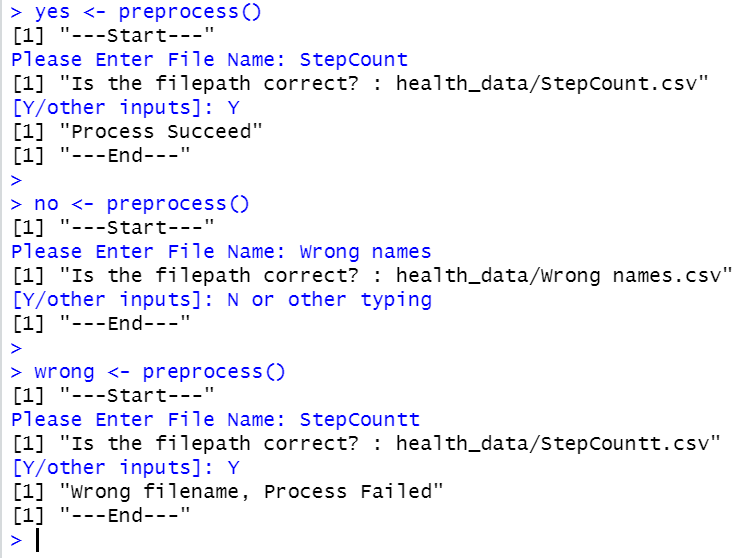 > yes <- preprocess()
[1] "---Start---"
Please Enter File Name: StepCount
[1] "Is the filepath correct? : health_data/StepCount.csv"
[Y/other inputs]: Y
[1] "Process Succeed"
[1] "---End---"
>
> no <- preprocess()
[1] "---Start---"
Please Enter File Name: Wrong names
[1] "Is the filepath correct? : health_data/Wrong names.csv"
[Y/other inputs]: N or other typing
[1] "---End---"
>
> wrong <- preprocess()
[1] "---Start---"
Please Enter File Name: StepCountt
[1] "Is the filepath correct? : health_data/StepCountt.csv"
[Y/other inputs]: Y
[1] "Wrong filename, Process Failed"
[1] "---End---"
>